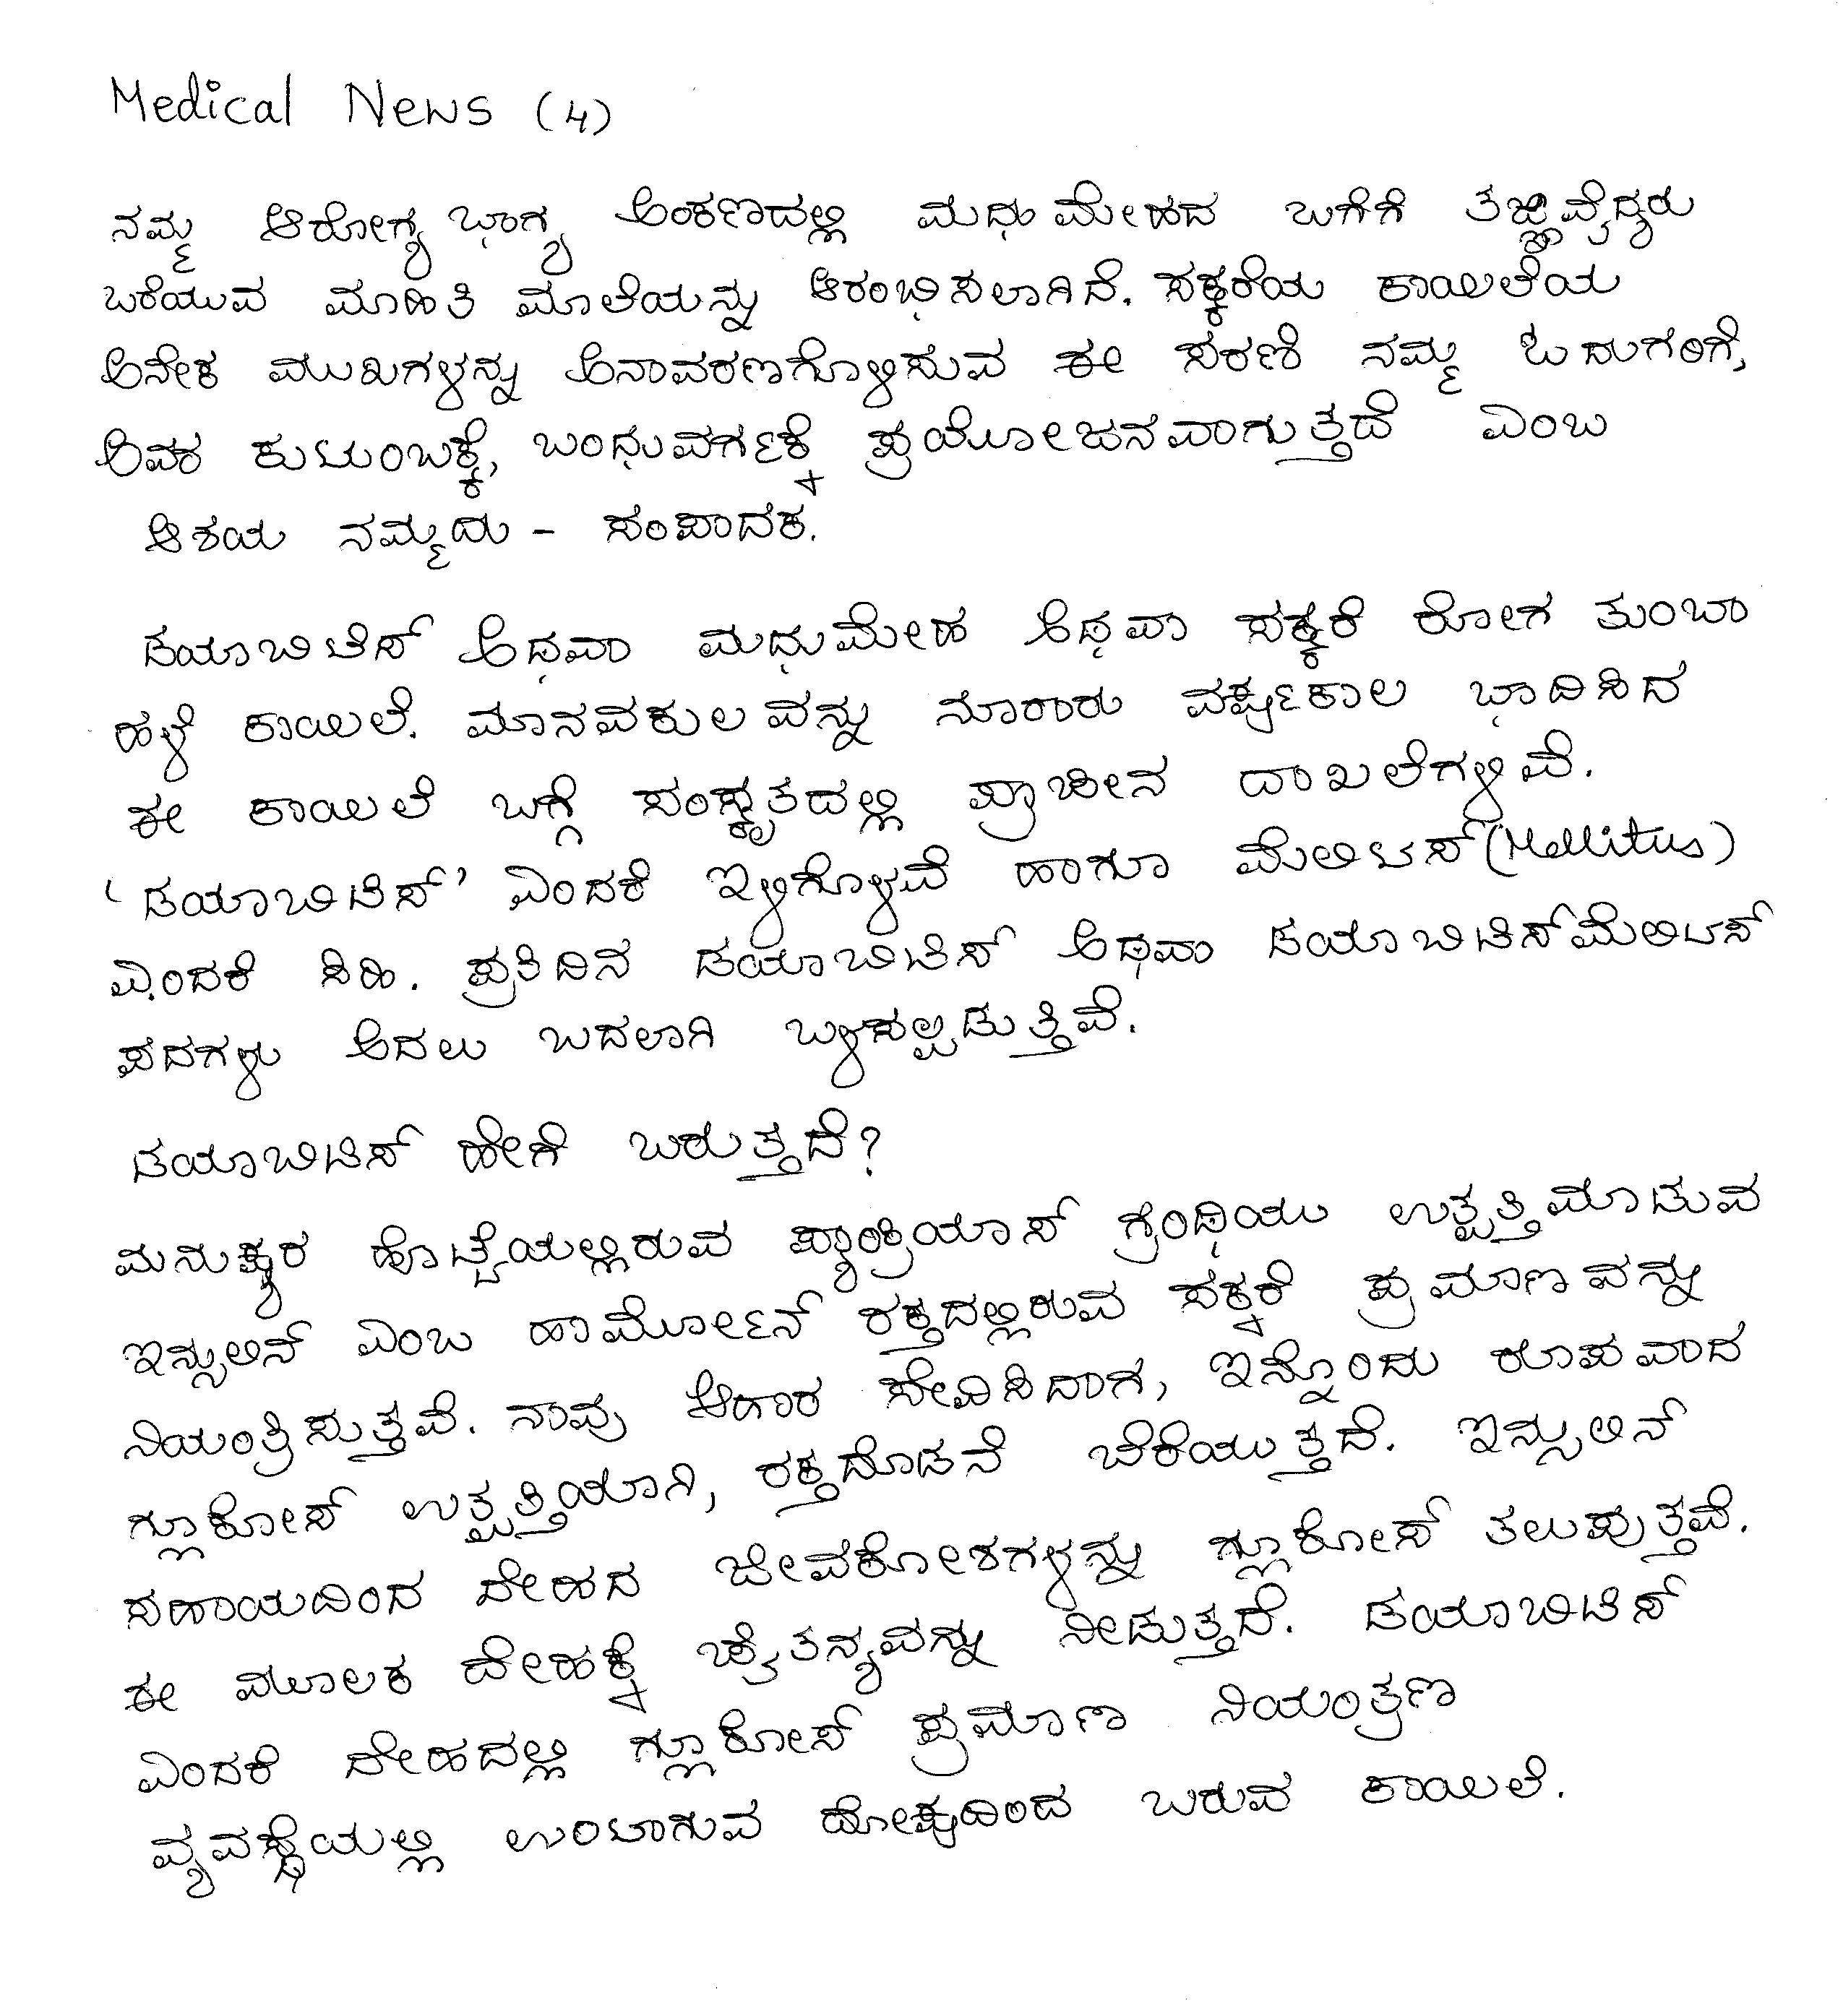 Medical News (4)
ನಮ್ಮ ಆರೋಗ್ಯ ಭಾಗ್ಯ ಅಂಕಣದಲ್ಲಿ ಮಧುಮೇಹದ ಬಗೆಗೆ ತಜ್ಞವೈದ್ಯರು
ಬರೆಯುವ ಮಾಹಿತಿ ಮಾಲೆಯನ್ನು ಆರಂಭಿಸಲಾಗಿದೆ. ಸಕ್ಕರೆಯ ಕಾಯಿಲೆಯ
ಅನೇಕ ಮುಖಗಳನ್ನು ಅನಾವರಣಗೊಳಿಸುವ ಈ ಸರಣಿ ನಮ್ಮ ಓದುಗರಿಗೆ,
ಅವರ ಕುಟುಂಬಕ್ಕೆ, ಬಂಧುವರ್ಗಕ್ಕೆ ಪ್ರಯೋಜನವಾಗುತ್ತದೆ ಎಂಬ
ಆಶಯ ನಮ್ಮದು - ಸಂಪಾದಕ.
ಡಯಾಬಿಟಿಸ್ ಅಥವಾ ಮಧುಮೇಹ ಅಥವಾ ಸಕ್ಕರೆ ರೋಗ ತುಂಬಾ
ಹಳೆ ಕಾಯಿಲೆ. ಮಾನವಕುಲವನ್ನು ನೂರಾರು ವರ್ಷಕಾಲ ಭಾದಿಸಿದ
ಈ ಕಾಯಿಲೆ ಬಗ್ಗೆ ಸಂಸ್ಕೃತದಲ್ಲಿ ಪ್ರಾಚೀನ ದಾಖಲೆಗಳಿವೆ.
'ಡಯಾಬಿಟಿಸ್' ಎಂದರೆ ಇಳಿಗೊಳವೆ ಹಾಗೂ ಮೆಲಿಟಸ್ (Mellitus)
ಎಂದರೆ ಸಿಹಿ. ಪ್ರತಿದಿನ ಡಯಾಬಿಟಿಸ್ ಅಥವಾ ಡಯಾಬಿಟಿಸ್‌ಮೆಲಿಟಸ್
ಪದಗಳು ಅದಲು ಬದಲಾಗಿ ಬಳಸಲ್ಪಡುತ್ತಿವೆ.
ಡಯಾಬಿಟಿಸ್ ಹೇಗೆ ಬರುತ್ತದೆ?
ಮನುಷ್ಯರ ಹೊಟ್ಟೆಯಲ್ಲಿರುವ ಪ್ಯಾಂಕ್ರಿಯಾಸ್ ಗ್ರಂಥಿಯು ಉತ್ಪತ್ತಿಮಾಡುವ
ಇನ್ಸುಲಿನ್ ಎಂಬ ಹಾರ್ಮೋನ್ ರಕ್ತದಲ್ಲಿರುವ ಸಕ್ಕರೆ ಪ್ರಮಾಣವನ್ನು
ನಿಯಂತ್ರಿಸುತ್ತವೆ. ನಾವು ಆಹಾರ ಸೇವಿಸಿದಾಗ, ಇನ್ನೊಂದು ರೂಪವಾದ
ಗ್ಲೂಕೋಸ್ ಉತ್ಪತ್ತಿಯಾಗಿ, ರಕ್ತದೊಡನೆ ಬೆರೆಯುತ್ತದೆ. ಇನ್ಸುಲಿನ್
ಸಹಾಯದಿಂದ ದೇಹದ ಜೀವಕೋಶಗಳನ್ನು ಗ್ಲೂಕೋಸ್ ತಲುಪುತ್ತವೆ.
ಈ ಮೂಲಕ ದೇಹಕ್ಕೆ ಚೈತನ್ಯವನ್ನು ನೀಡುತ್ತದೆ. ಡಯಾಬಿಟಿಸ್
ಎಂದರೆ ದೇಹದಲ್ಲಿ ಗ್ಲೂಕೋಸ್ ಪ್ರಮಾಣ ನಿಯಂತ್ರಣ
ವ್ಯವಸ್ಥೆಯಲ್ಲಿ ಉಂಟಾಗುವ ದೋಷದಿಂದ ಬರುವ ಕಾಯಿಲೆ.